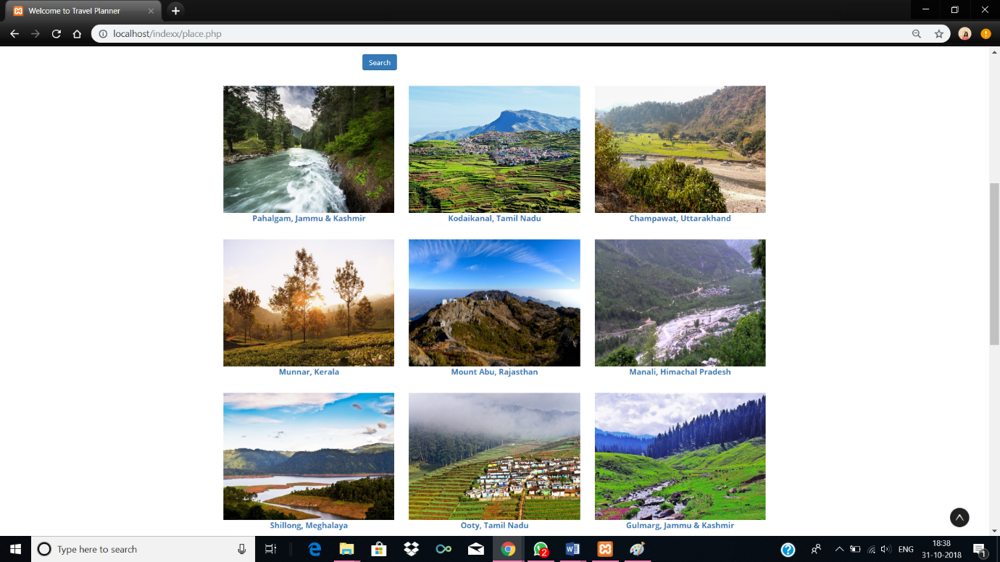 Welcome to Travel Planner
localhost/indexx/place.php
Search
Pahalgam, Jammu & Kashmir
Kodaikanal, Tamil Nadu
Champawat, Uttarakhand
Munnar, Kerala
Mount Abu, Rajasthan
Manali, Himachal Pradesh
Shillong, Meghalaya
Ooty, Tamil Nadu
Gulmarg, Jammu & Kashmir
Type here to search
2
ENG
18:38
31-10-2018
1